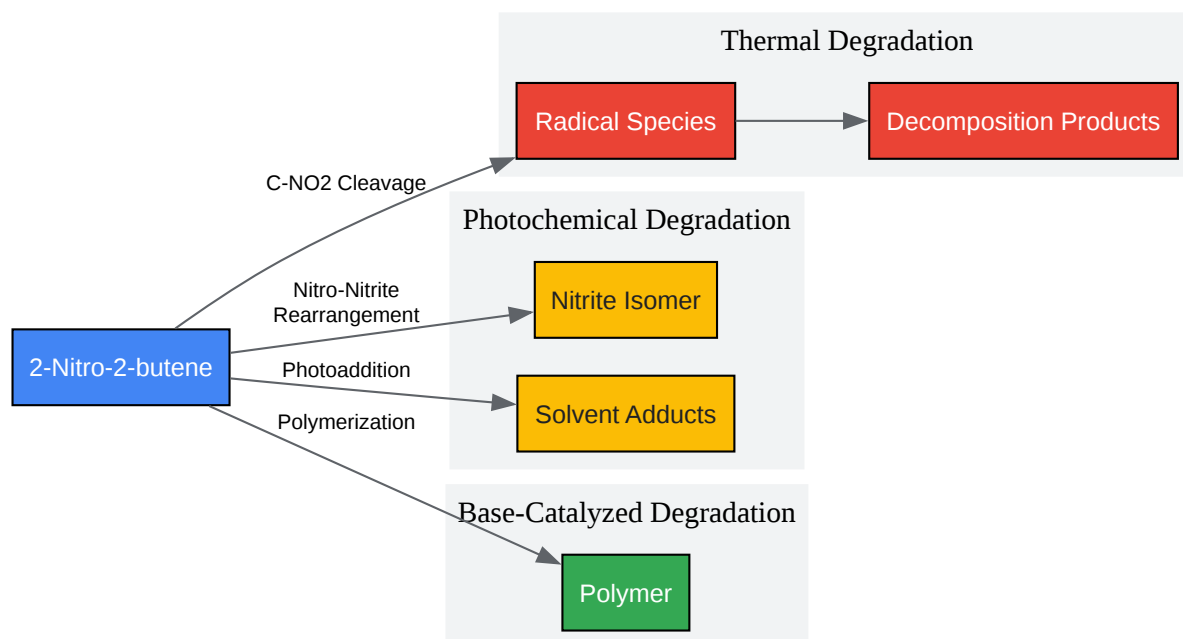 Thermal Degradation
Radical Species
Decomposition Products
C-NO2 Cleavage
Photochemical Degradation
Nitrite Isomer
Nitro-Nitrite
Rearrangement
2-Nitro-2-butene
Photoaddition
Solvent Adducts
Polymerization
Base-Catalyzed Degradation
Polymer